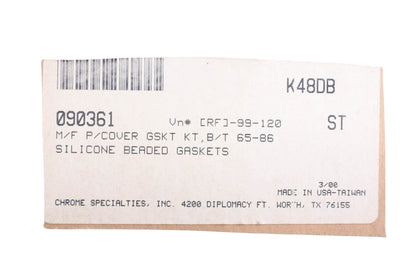 K48DB
090361 Vn# [RF]-99-120 ST
M/F P/COVER GSKT KT,B/T 65-86
SILICONE BEADED GASKETS
3/00
MADE IN USA-TAIWAN
CHROME SPECIALTIES, INC. 4200 DIPLOMACY FT. WORTH, TX 76155